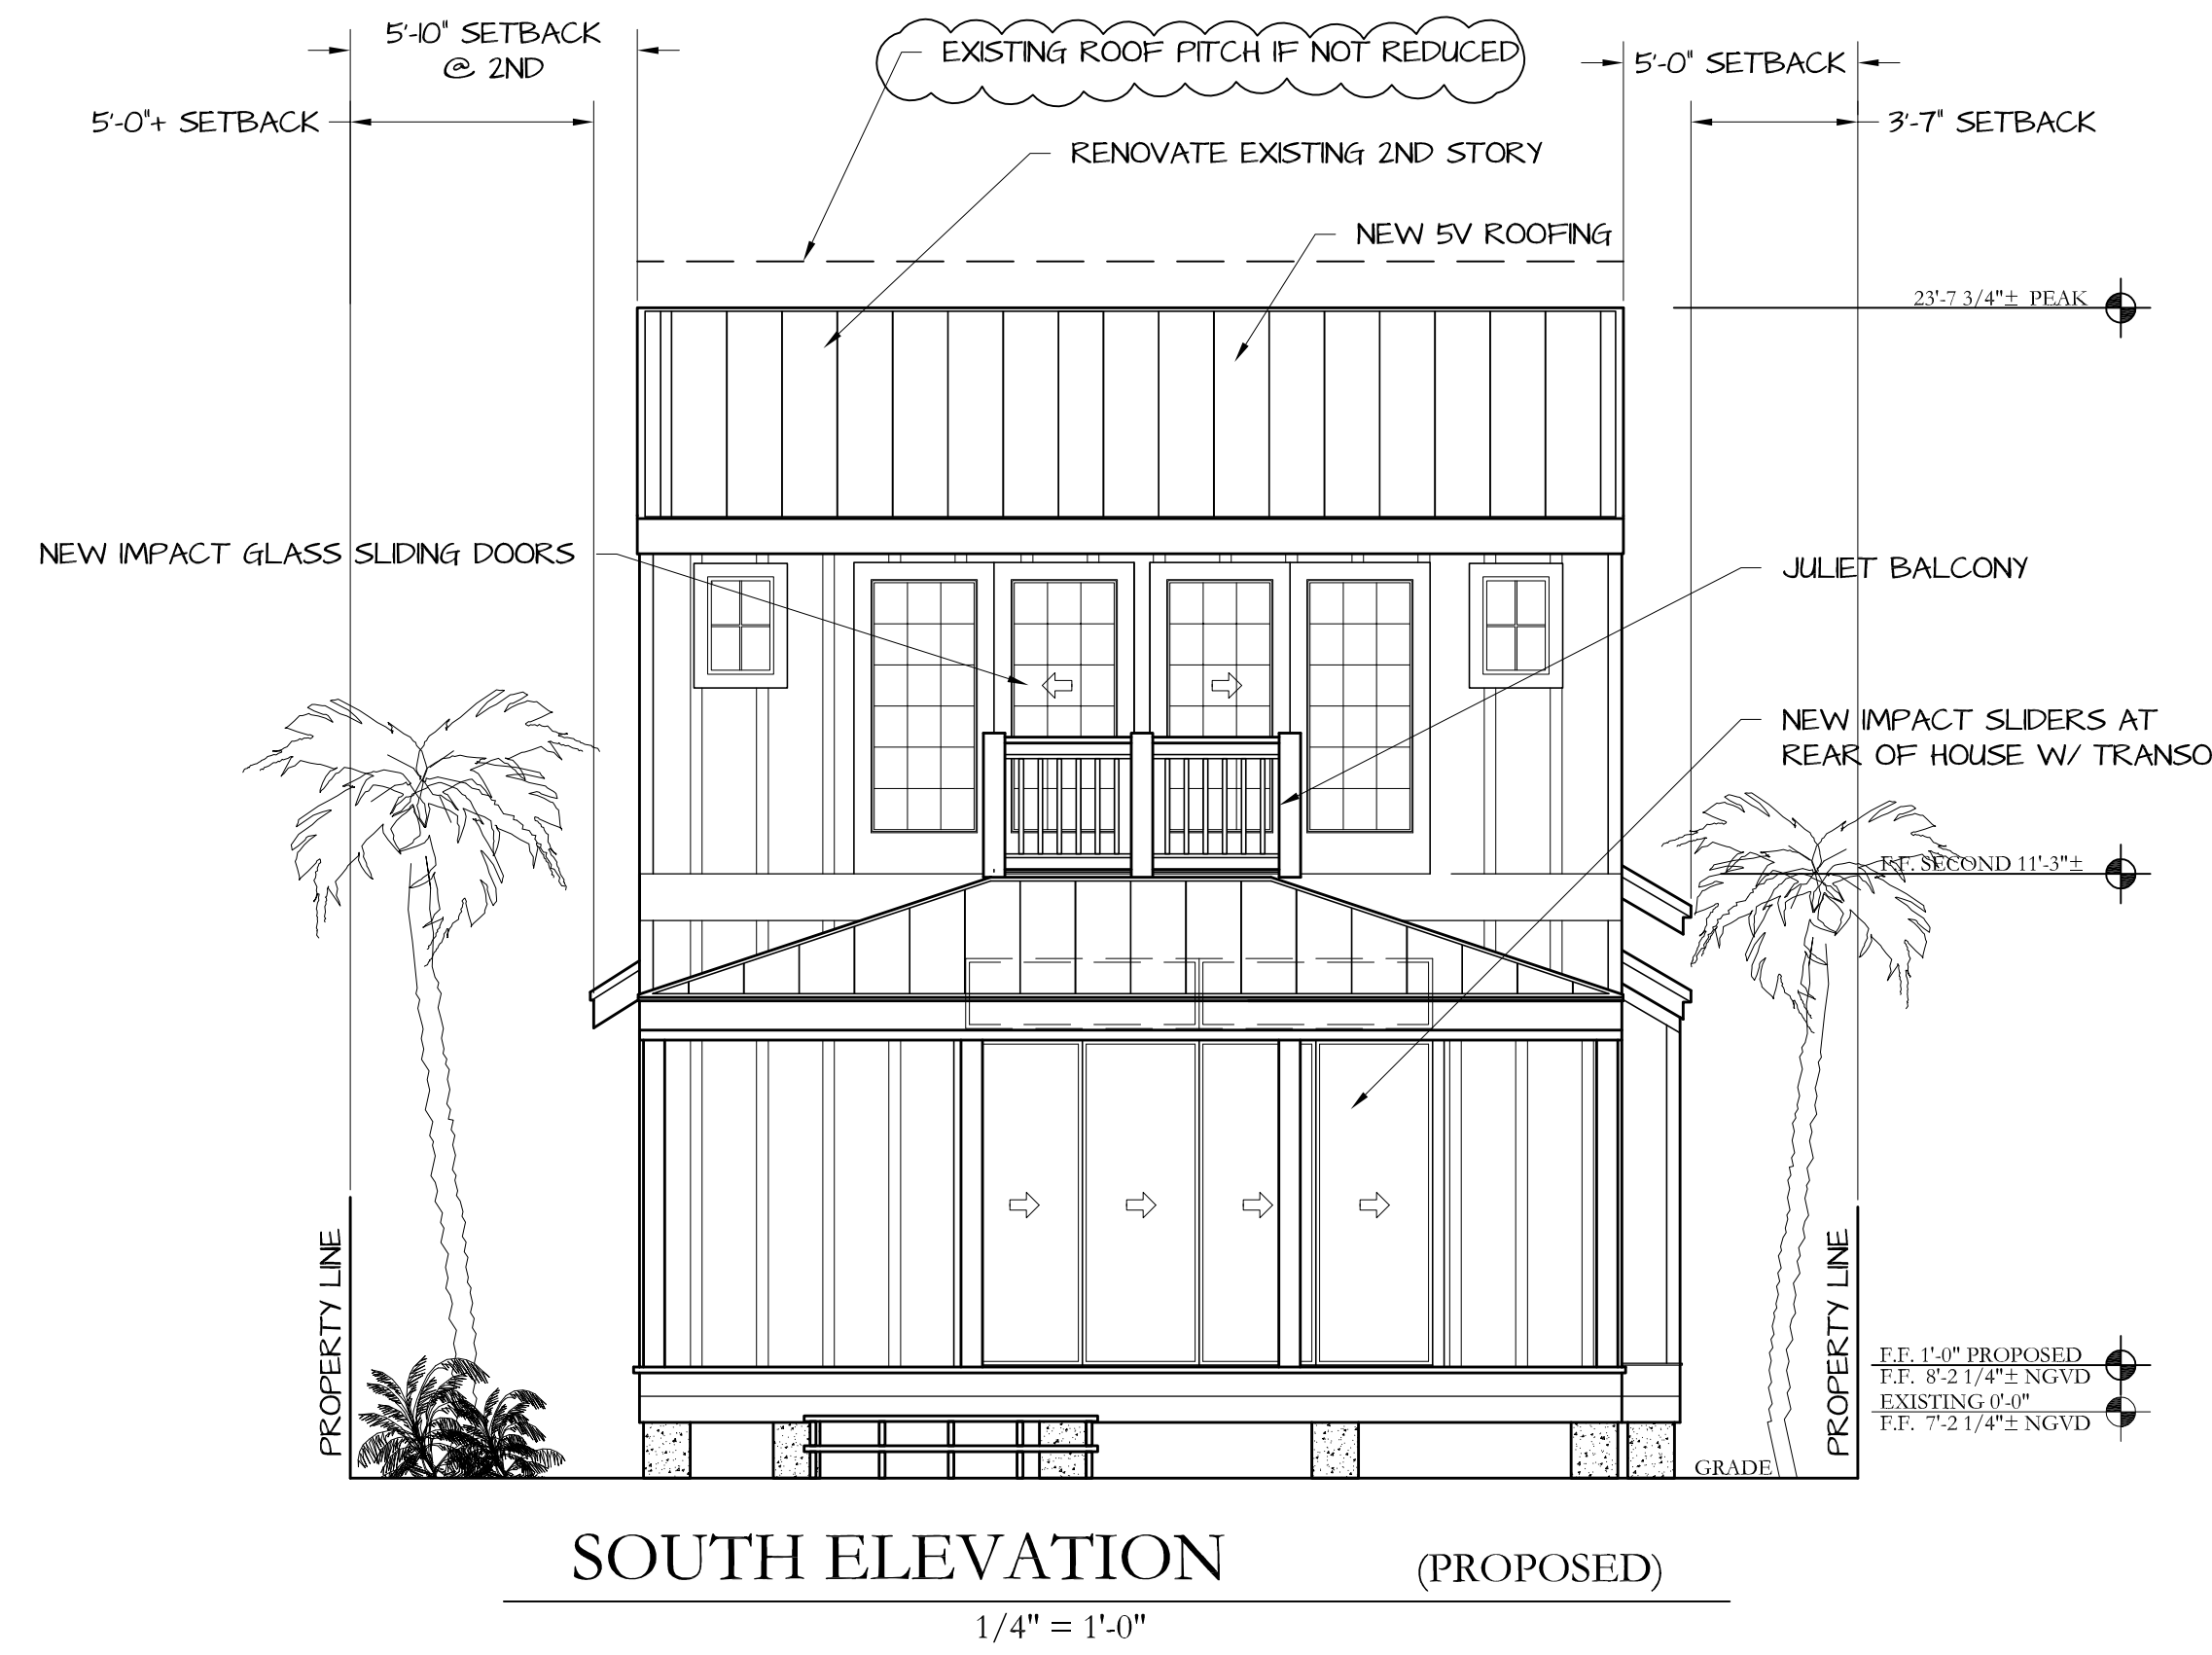 5'-10" SETBACK
@ 2ND
EXISTING ROOF PITCH IF NOT REDUCED
5'-0" SETBACK
5'-0"+ SETBACK
3'-7" SETBACK
RENOVATE EXISTING 2ND STORY
NEW 5V ROOFING
23'-7 3/4"± PEAK
NEW IMPACT GLASS SLIDING DOORS
JULIET BALCONY
NEW IMPACT SLIDERS AT
REAR OF HOUSE W/ TRANSO
F.F. SECOND 11'-3"±
PROPERTY LINE
PROPERTY LINE
F.F. 1'-0" PROPOSED
F.F. 8'-2 1/4"± NGVD
EXISTING 0'-0"
F.F. 7'-2 1/4"± NGVD
GRADE
SOUTH ELEVATION (PROPOSED)
1/4" = 1'-0"